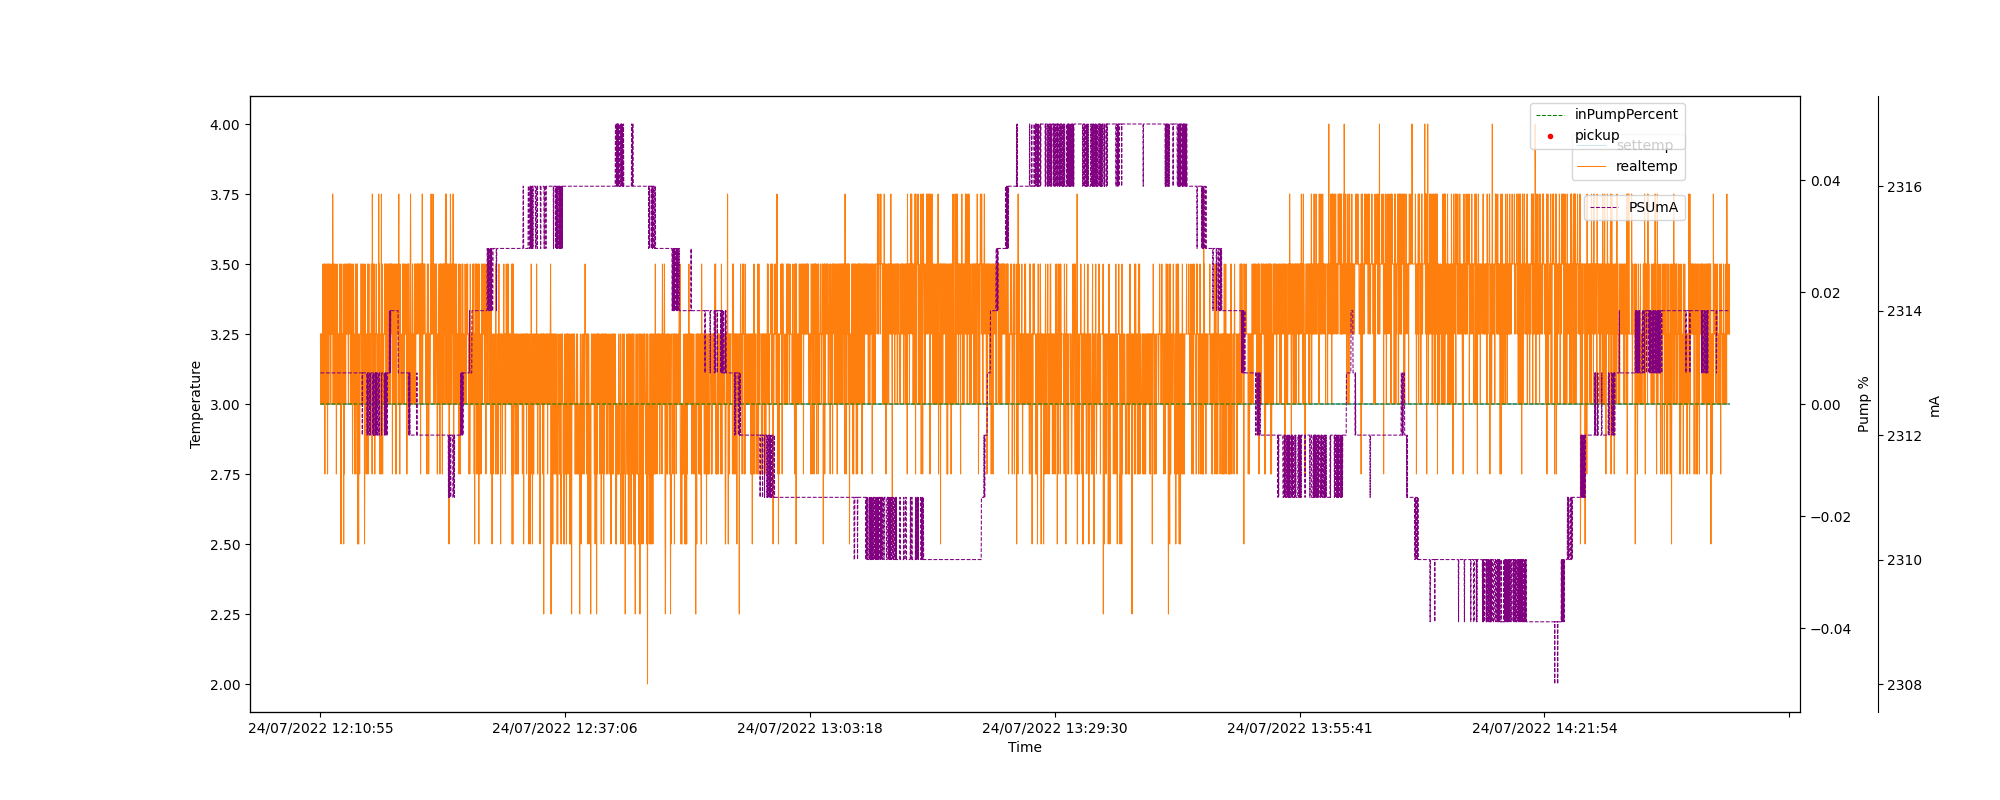 inPumpPercent
pickup
settemp
realtemp
PSUmA
Temperature
4.00
3.75
3.50
3.25
3.00
2.75
2.50
2.25
2.00
0.04
0.02
0.00
−0.02
−0.04
Pump %
2316
2314
2312
2310
2308
mA
24/07/2022 12:10:55
24/07/2022 12:37:06
24/07/2022 13:03:18
24/07/2022 13:29:30
24/07/2022 13:55:41
24/07/2022 14:21:54
Time